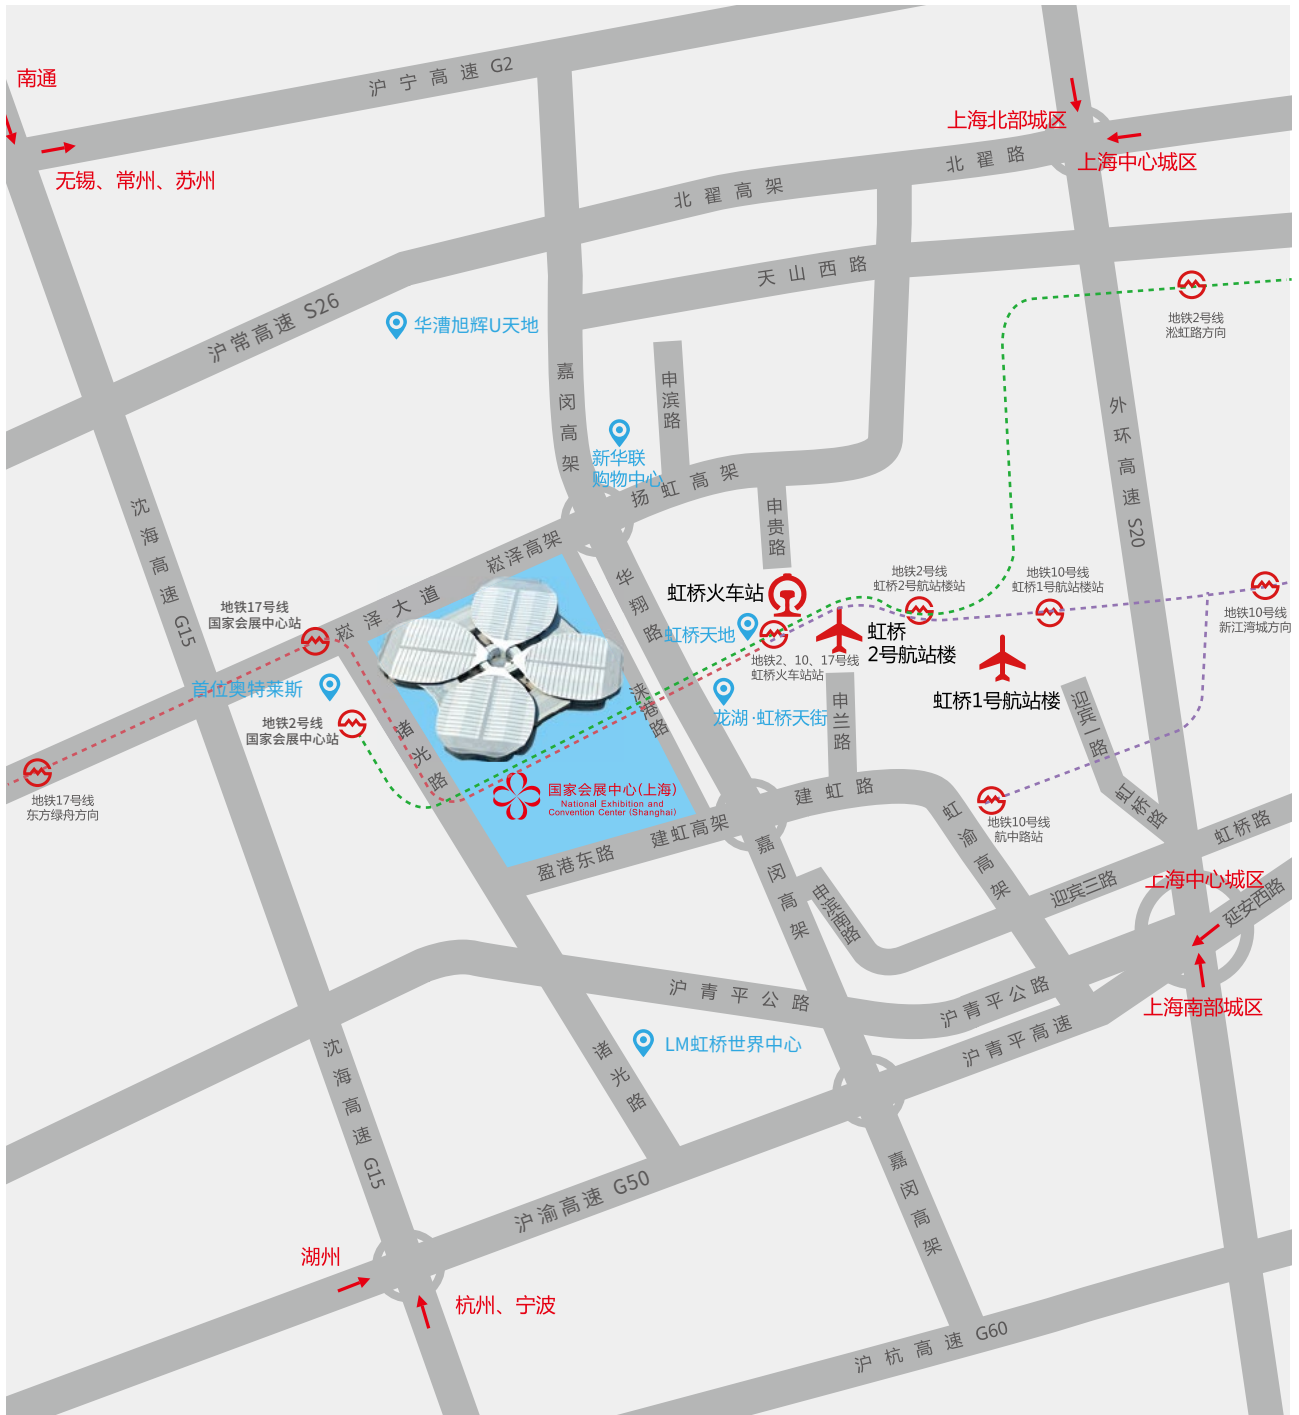 南通
沪宁高速 G2
无锡、常州、苏州
上海北部城区
上海中心城区
北翟路
北翟高架
天山西路
沪常高速 S26
华漕旭辉U天地
地铁2号线
淞虹路方向
嘉闵高架
申滨路
外环高速 S20
新华联
购物中心
扬虹高架
沈海高速 G15
申贵路
崧泽高架
崧泽大道
华翔路
虹桥火车站
地铁2号线
虹桥2号航站楼站
地铁10号线
虹桥1号航站楼站
地铁10号线
新江湾城方向
地铁17号线
国家会展中心站
虹桥天地
虹桥
2号航站楼
地铁2、10、17号线
虹桥火车站站
首位奥特莱斯
涞港路
龙湖·虹桥天街
申兰路
虹桥1号航站楼
迎宾一路
地铁2号线
国家会展中心站
诸光路
地铁17号线
东方绿舟方向
国家会展中心(上海)
National Exhibition and
Convention Center (Shanghai)
建虹路
虹渝高架
地铁10号线
航中路站
虹桥路
虹桥路
盈港东路
建虹高架
嘉闵高架
申滨南路
迎宾三路
上海中心城区
延安西路
沪青平公路
沪青平公路
上海南部城区
沪青平高速
LM虹桥世界中心
诸光路
沈海高速 G15
沪渝高速 G50
嘉闵高架
湖州
杭州、宁波
沪杭高速 G60